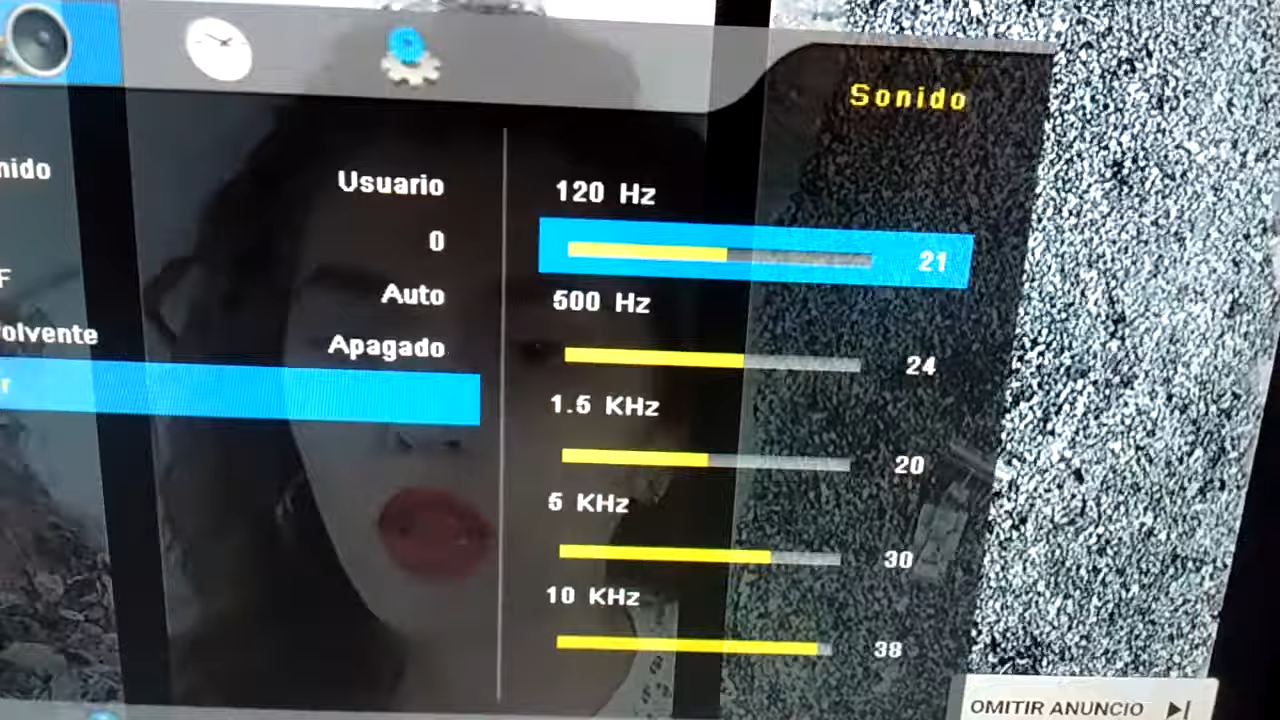 Sonido
nido
Usuario
0
F
Auto
olvente
Apagado
r
120 Hz
21
500 Hz
24
1.5 KHz
20
5 KHz
30
10 KHz
38
OMITIR ANUNCIO